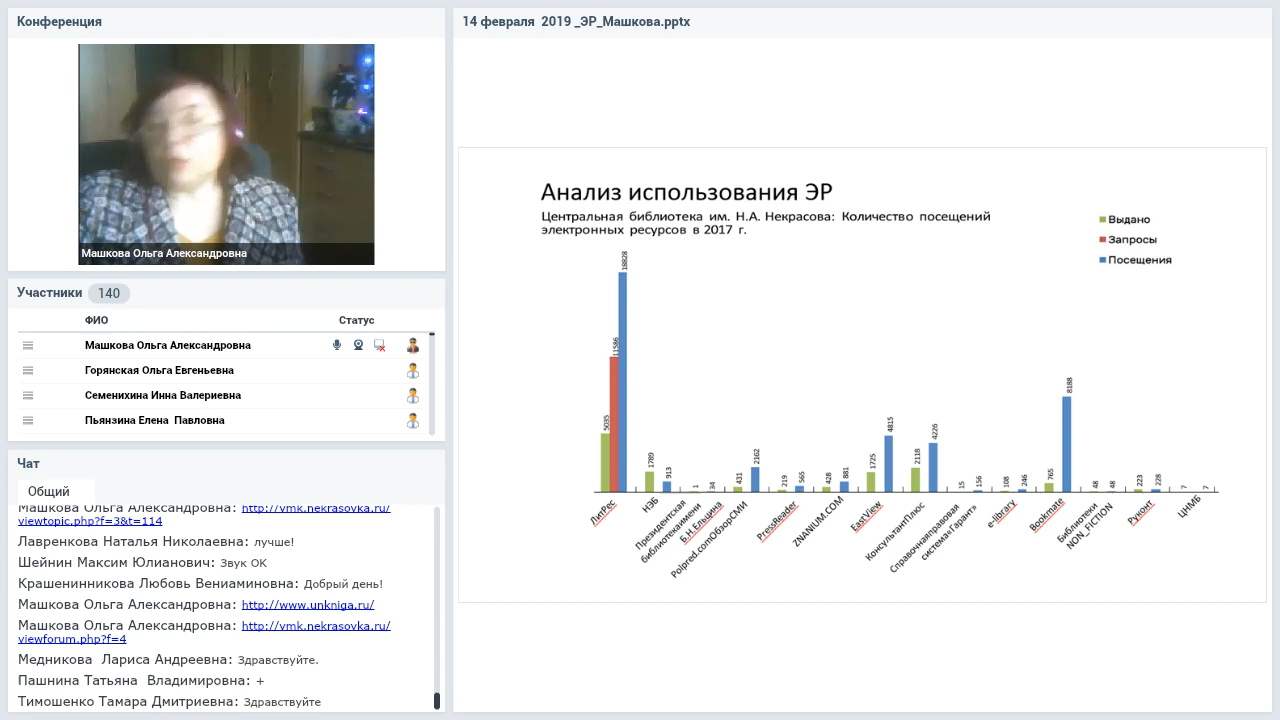 Конференция
Машкова Ольга Александровна
Участники 140
ФИО Статус
Машкова Ольга Александровна
Горянская Ольга Евгеньевна
Семенихина Инна Валериевна
Пьянзина Елена Павловна
Чат
Общий
Машкова Ольга Александровна: http://vmk.nekrasovka.ru/
viewtopic.php?f=3&t=114
Лавренкова Наталья Николаевна: лучше!
Шейнин Максим Юлианович: Звук ОК
Крашенинникова Любовь Вениаминовна: Добрый день!
Машкова Ольга Александровна: http://www.unkniga.ru/
Машкова Ольга Александровна: http://vmk.nekrasovka.ru/
viewforum.php?f=4
Медникова Лариса Андреевна: Здравствуйте.
Пашнина Татьяна Владимировна: +
Тимошенко Тамара Дмитриевна: Здравствуйте
14 февраля 2019 _ЭР_Машкова.pptx
Анализ использования ЭР
Центральная библиотека им. Н.А. Некрасова: Количество посещений
электронных ресурсов в 2017 г.
Выдано
Запросы
Посещения
5035
11586
18828
1789
913
1
34
431
2162
219
565
428
881
1725
4815
2118
4226
15
156
108
246
765
8188
48
48
223
228
7
7
ЛитРес
НЭБ
Президентская
библиотекаимени
Б.Н.Ельцина
Polpred.comОбзорСМИ
PressReader
ZNANIUM.COM
EastView
КонсультантПлюс
Справочнаяправовая
система«Гарант»
e-library
Bookmate
Библиотеки
NON_FICTION
Руконт
ЦНМБ